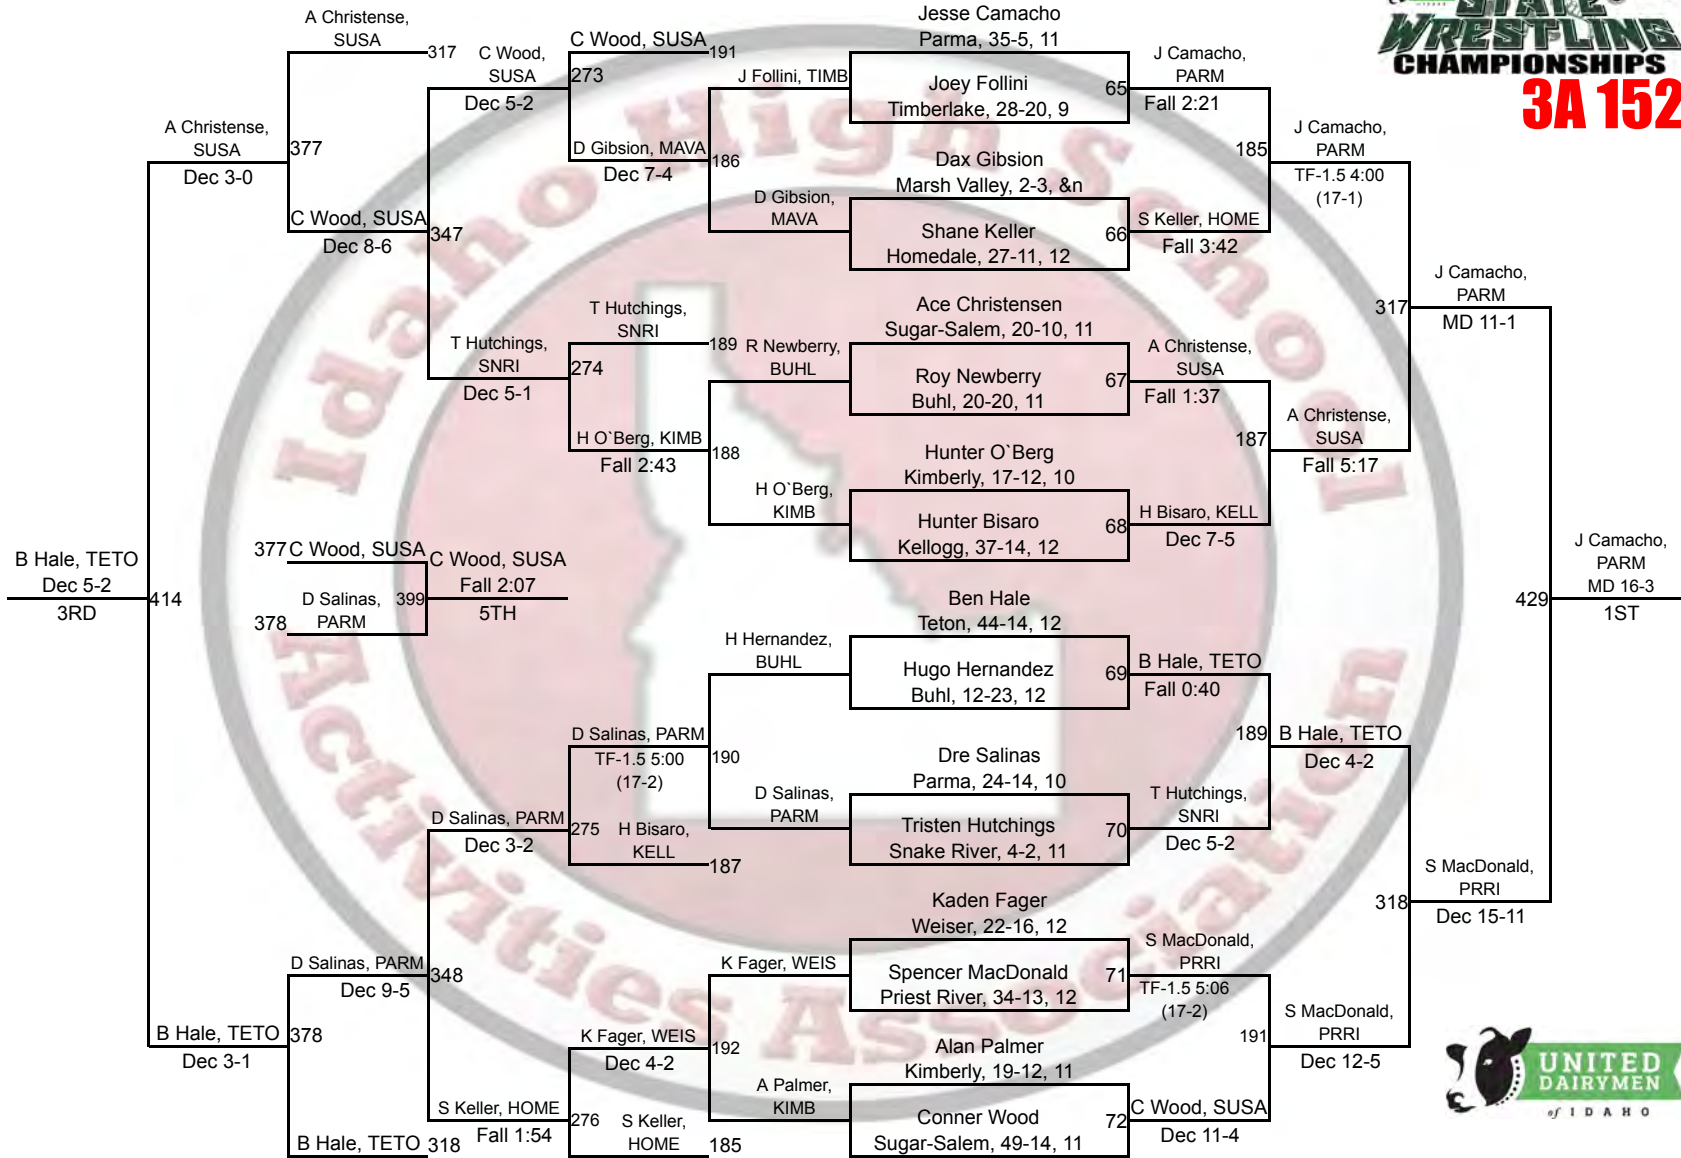 STATE
WRESTLING
CHAMPIONSHIPS
3A 152
Idaho High School
Activities Association
A Christense,
SUSA
317
C Wood,
SUSA
Dec 5-2
C Wood, SUSA
191
273
D Gibsion, MAVA
Dec 7-4
186
J Follini, TIMB
D Gibsion,
MAVA
Jesse Camacho
Parma, 35-5, 11
Joey Follini
Timberlake, 28-20, 9
65
J Camacho,
PARM
Fall 2:21
Dax Gibsion
Marsh Valley, 2-3, &n
Shane Keller
Homedale, 27-11, 12
66
S Keller, HOME
Fall 3:42
185
J Camacho,
PARM
TF-1.5 4:00
(17-1)
A Christense,
SUSA
Dec 3-0
377
C Wood, SUSA
Dec 8-6
347
T Hutchings,
SNRI
Dec 5-1
T Hutchings,
SNRI
189
274
H O`Berg, KIMB
Fall 2:43
188
R Newberry,
BUHL
H O`Berg,
KIMB
Ace Christensen
Sugar-Salem, 20-10, 11
Roy Newberry
Buhl, 20-20, 11
67
A Christense,
SUSA
Fall 1:37
Hunter O`Berg
Kimberly, 17-12, 10
Hunter Bisaro
Kellogg, 37-14, 12
68
H Bisaro, KELL
Dec 7-5
187
A Christense,
SUSA
Fall 5:17
317
J Camacho,
PARM
MD 11-1
B Hale, TETO
Dec 5-2
3RD
414
377
C Wood, SUSA
378
D Salinas,
PARM
399
C Wood, SUSA
Fall 2:07
5TH
429
J Camacho,
PARM
MD 16-3
1ST
H Hernandez,
BUHL
Ben Hale
Teton, 44-14, 12
Hugo Hernandez
Buhl, 12-23, 12
69
B Hale, TETO
Fall 0:40
D Salinas, PARM
TF-1.5 5:00
(17-2)
190
D Salinas,
PARM
Dre Salinas
Parma, 24-14, 10
Tristen Hutchings
Snake River, 4-2, 11
70
T Hutchings,
SNRI
Dec 5-2
189
B Hale, TETO
Dec 4-2
D Salinas, PARM
Dec 3-2
275
H Bisaro,
KELL
187
318
S MacDonald,
PRRI
Dec 15-11
D Salinas, PARM
Dec 9-5
348
K Fager, WEIS
Kaden Fager
Weiser, 22-16, 12
Spencer MacDonald
Priest River, 34-13, 12
71
S MacDonald,
PRRI
TF-1.5 5:06
(17-2)
B Hale, TETO
Dec 3-1
378
K Fager, WEIS
Dec 4-2
192
A Palmer,
KIMB
Alan Palmer
Kimberly, 19-12, 11
Conner Wood
Sugar-Salem, 49-14, 11
72
C Wood, SUSA
Dec 11-4
191
S MacDonald,
PRRI
Dec 12-5
S Keller, HOME
Fall 1:54
276
S Keller,
HOME
185
B Hale, TETO
318
UNITED
DAIRYMEN
of IDAHO